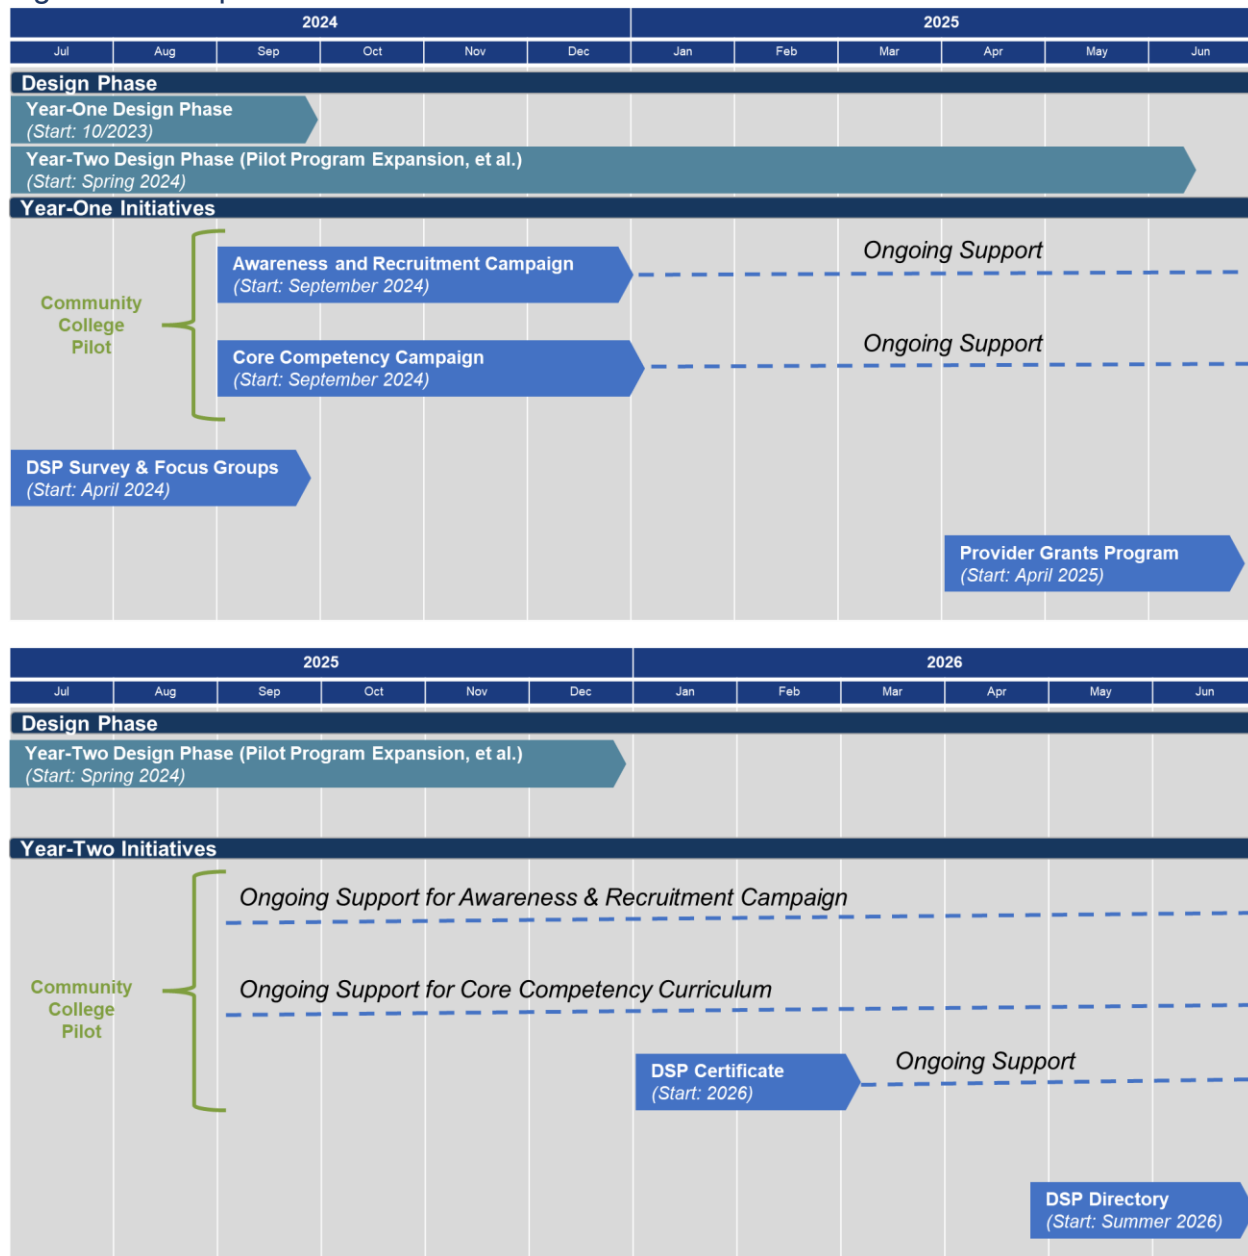 2024 2025
Jul Aug Sep Oct Nov Dec Jan Feb Mar Apr May Jun
Design Phase
Year-One Design Phase
(Start: 10/2023)
Year-Two Design Phase (Pilot Program Expansion, et al.)
(Start: Spring 2024)
Year-One Initiatives
Community
College
Pilot
Awareness and Recruitment Campaign
(Start: September 2024)
Ongoing Support
Core Competency Campaign
(Start: September 2024)
Ongoing Support
DSP Survey & Focus Groups
(Start: April 2024)
Provider Grants Program
(Start: April 2025)
2025 2026
Jul Aug Sep Oct Nov Dec Jan Feb Mar Apr May Jun
Design Phase
Year-Two Design Phase (Pilot Program Expansion, et al.)
(Start: Spring 2024)
Year-Two Initiatives
Community
College
Pilot
Ongoing Support for Awareness & Recruitment Campaign
Ongoing Support for Core Competency Curriculum
DSP Certificate
(Start: 2026)
Ongoing Support
DSP Directory
(Start: Summer 2026)